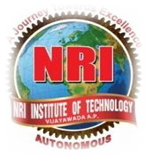 A Journey Excellence
NRI
NRI INSTITUTE OF TECHNOLOGY
VIJAYAWADA A.P.
AUTONOMOUS